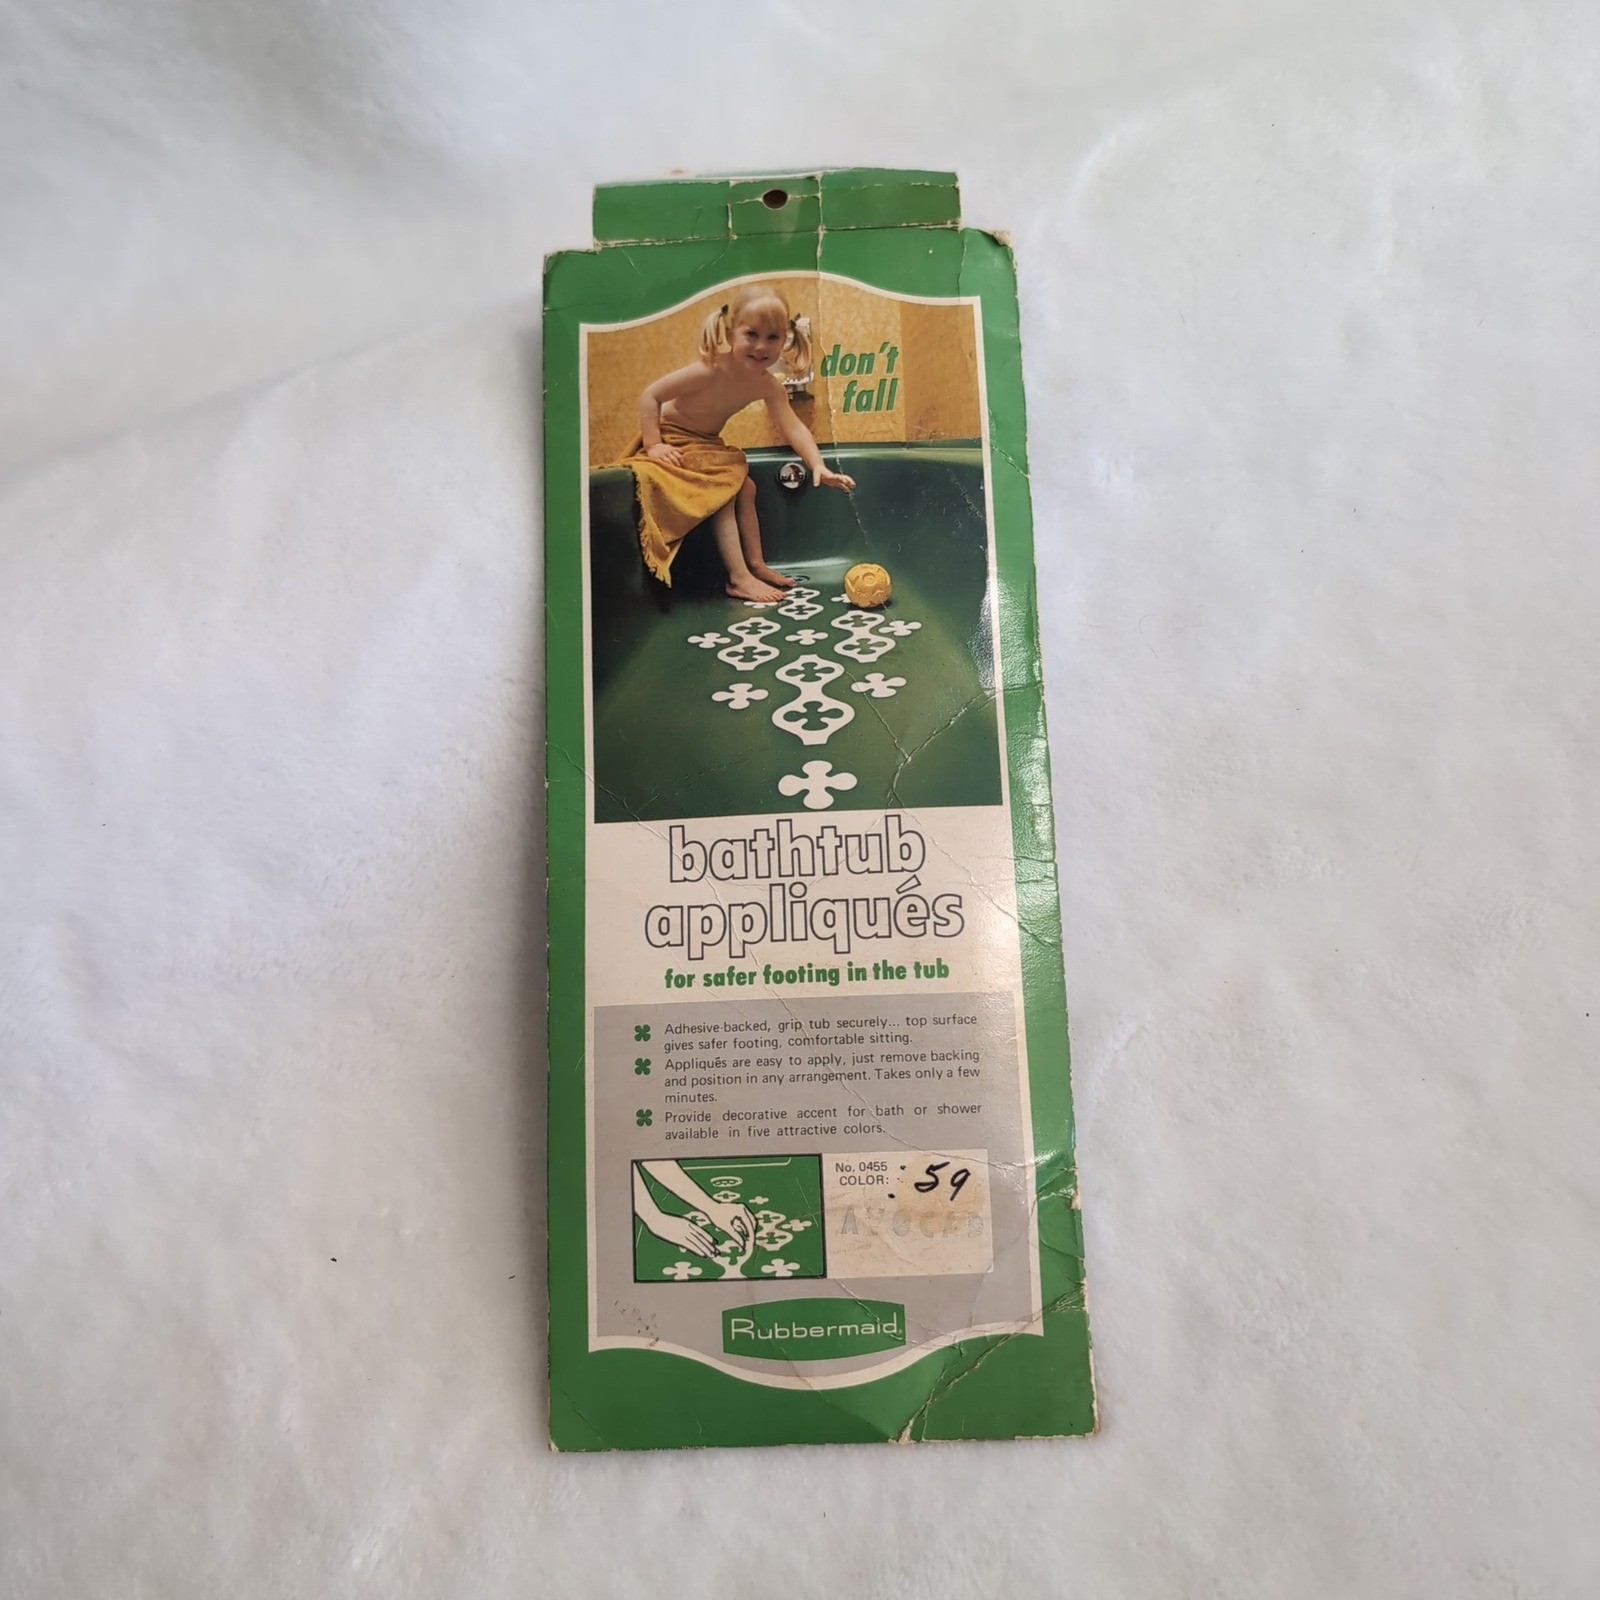 don't
fall
bathtub
appliqués
for safer footing in the tub
Adhesive-backed, grip tub securely... top surface
gives safer footing, comfortable sitting.
Appliqués are easy to apply, just remove backing
and position in any arrangement. Takes only a few
minutes.
Provide decorative accent for bath or shower
available in five attractive colors.
No. 0455
COLOR:
59
Rubbermaid